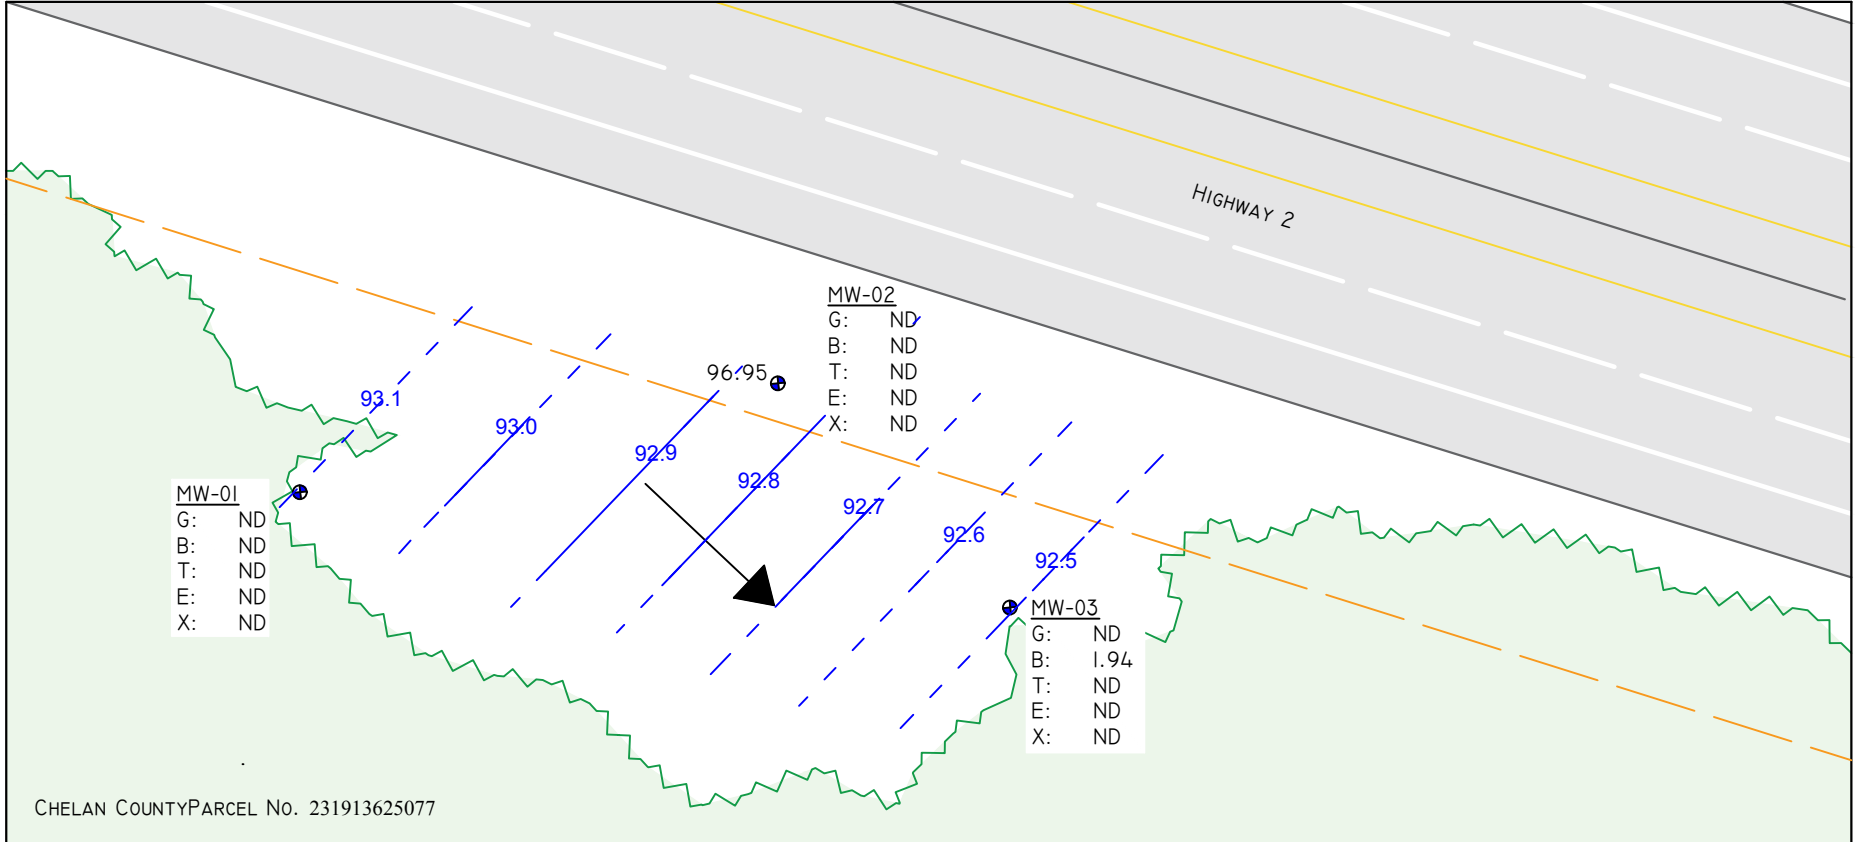 HIGHWAY 2
MW-02
G: ND
B: ND
T: ND
E: ND
X: ND
96.95
93.1
93.0
92.9
92.8
92.7
92.6
92.5
MW-01
G: ND
B: ND
T: ND
E: ND
X: ND
MW-03
G: ND
B: 1.94
T: ND
E: ND
X: ND
CHELAN COUNTYPARCEL NO. 231913625077